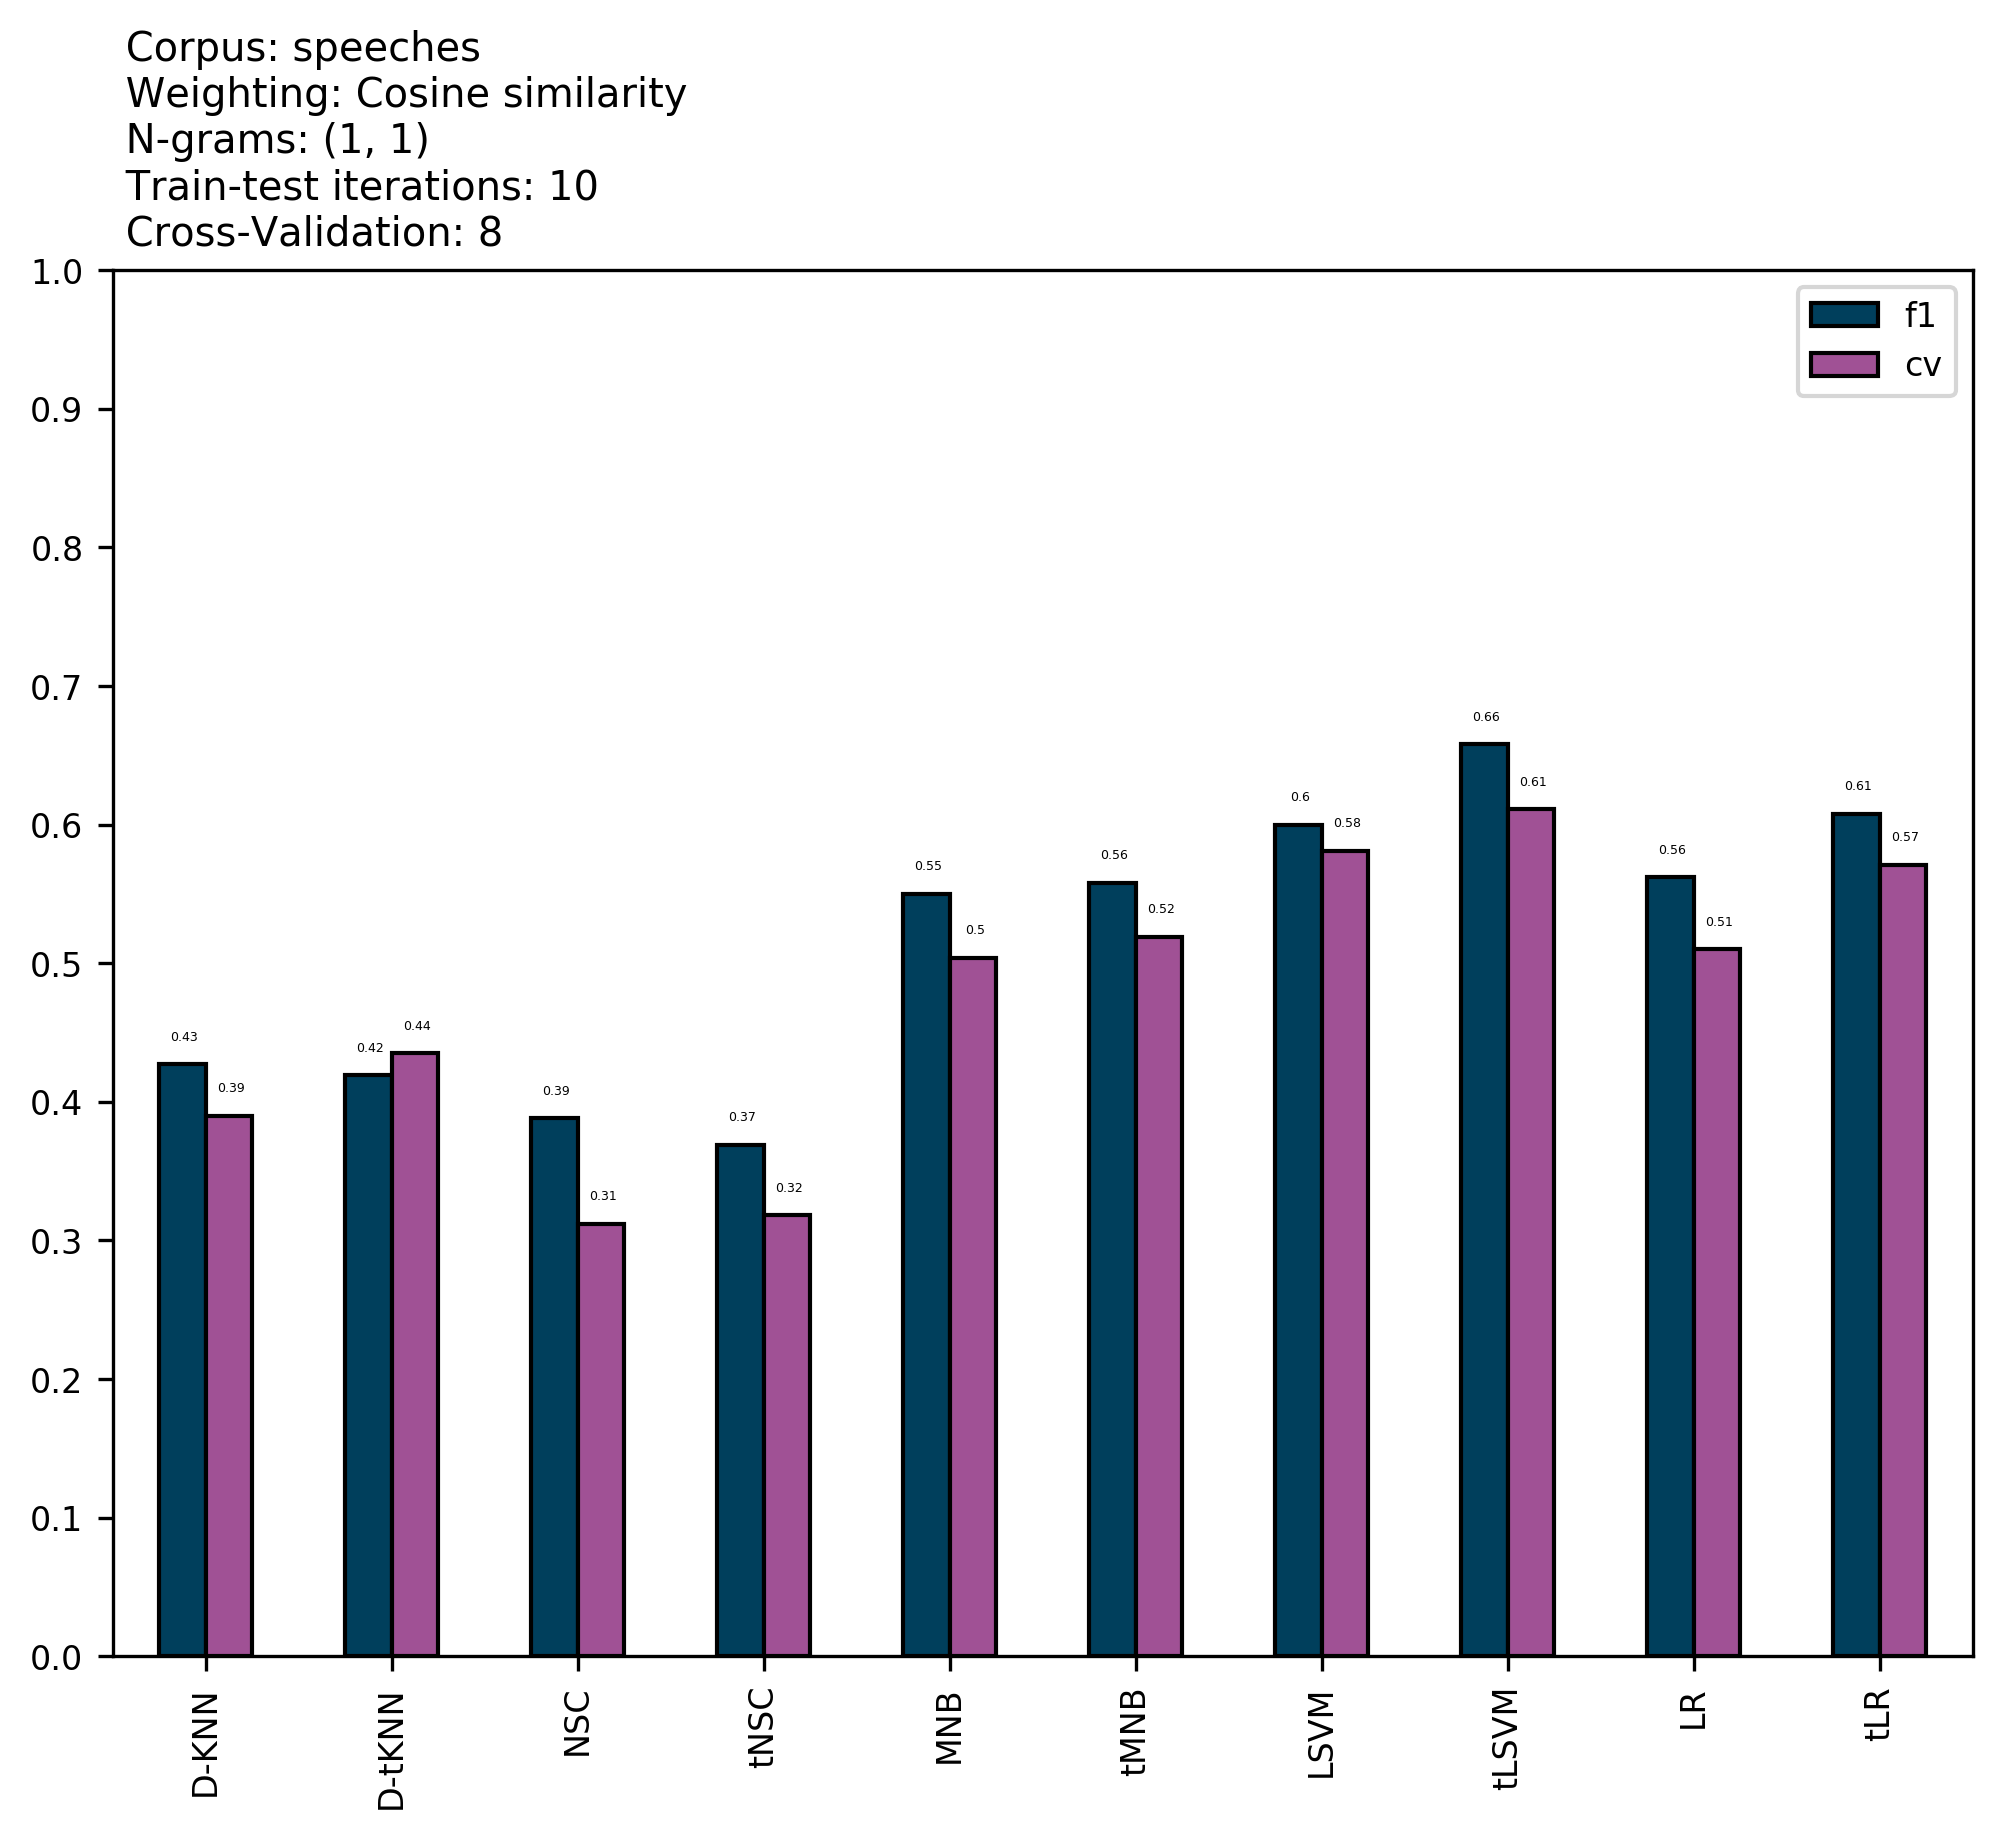 Corpus: speeches
Weighting: Cosine similarity
N-grams: (1, 1)
Train-test iterations: 10
Cross-Validation: 8
1.0
0.9
0.8
0.7
0.6
0.5
0.4
0.3
0.2
0.1
0.0
f1
cv
0.43
0.39
0.42
0.44
0.39
0.31
0.37
0.32
0.55
0.5
0.56
0.52
0.6
0.58
0.66
0.61
0.56
0.51
0.61
0.57
D-KNN
D-tKNN
NSC
tNSC
MNB
tMNB
LSVM
tLSVM
LR
tLR